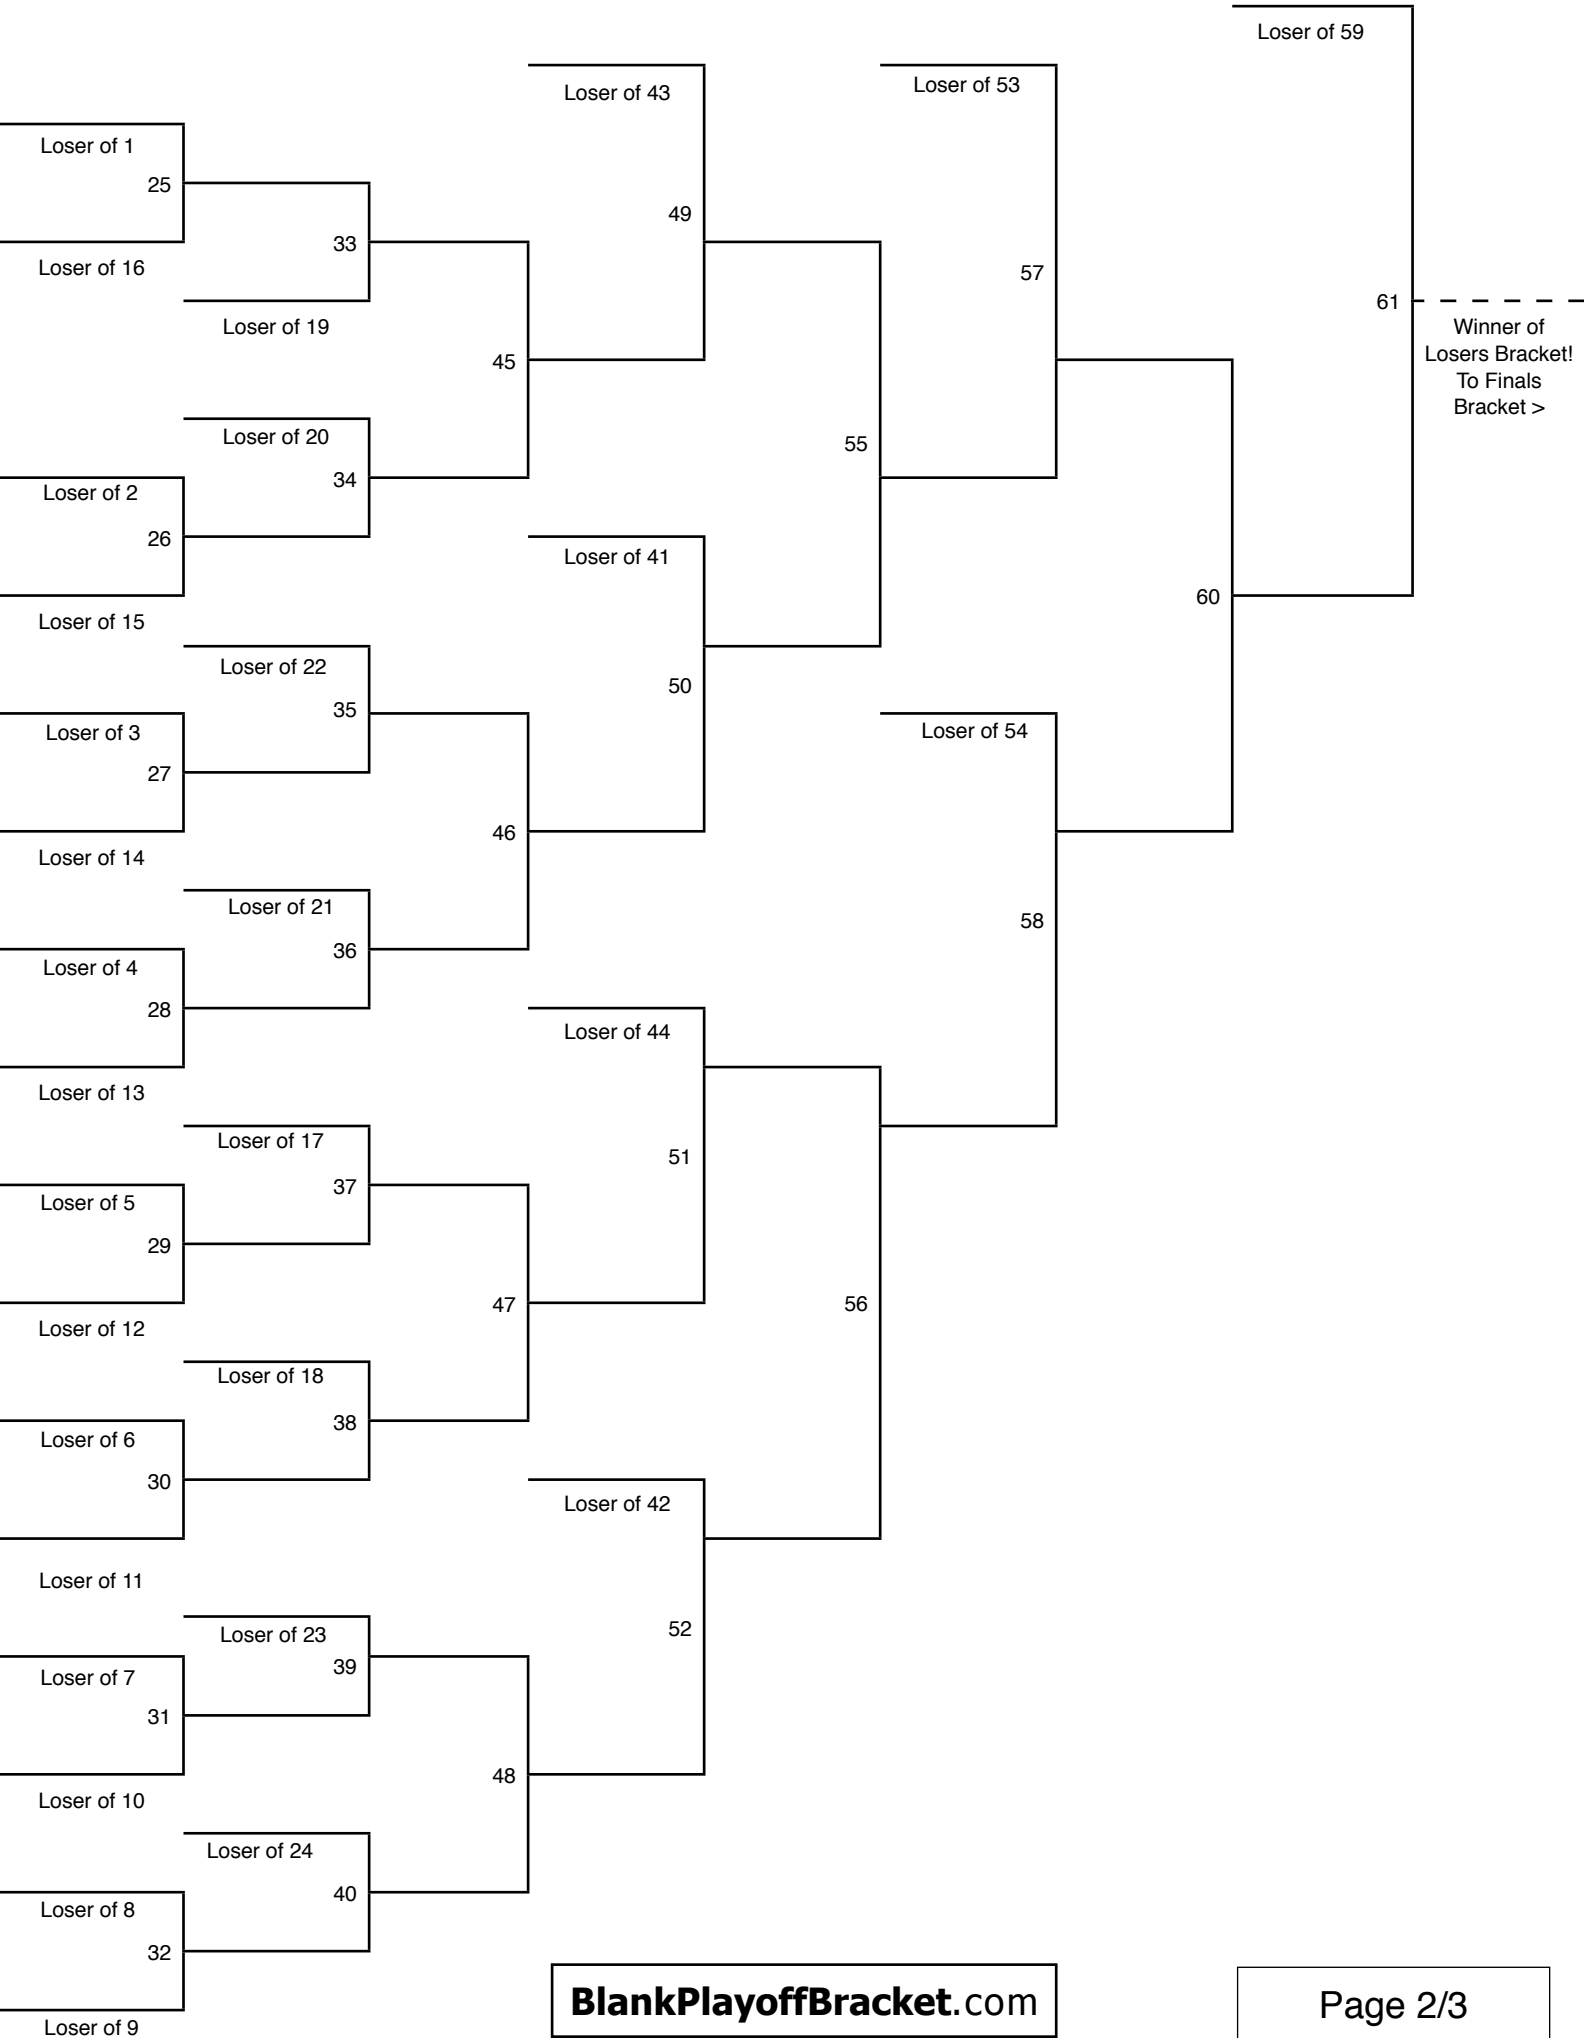 Loser of 59
Loser of 53
Loser of 43
Loser of 1
25
49
33
Loser of 16
57
61
Loser of 19
Winner of
Losers Bracket!
To Finals
Bracket >
45
Loser of 20
55
34
Loser of 2
26
Loser of 41
60
Loser of 15
Loser of 22
50
35
Loser of 3
Loser of 54
27
46
Loser of 14
Loser of 21
58
36
Loser of 4
28
Loser of 44
Loser of 13
Loser of 17
51
37
Loser of 5
29
47
56
Loser of 12
Loser of 18
38
Loser of 6
30
Loser of 42
Loser of 11
52
Loser of 23
39
Loser of 7
31
48
Loser of 10
Loser of 24
40
Loser of 8
32
BlankPlayoffBracket.com
Page 2/3
Loser of 9